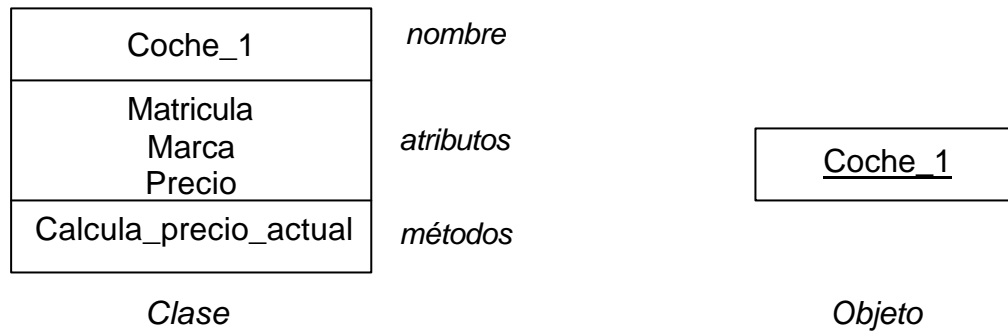 Coche_1
nombre
Matricula
Marca
Precio
atributos
Calcula_precio_actual
métodos
Clase
Coche_1
Objeto